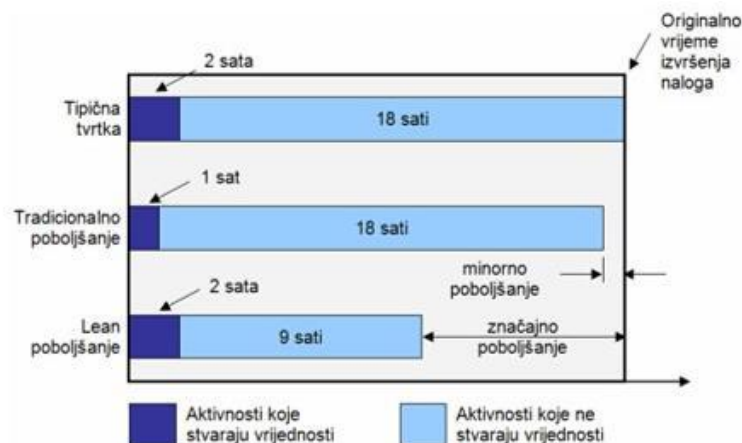 Originalno
vrijeme
izvršenja
naloga
2 sata
Tipična
tvrtka
18 sati
1 sat
Tradicionalno
poboljšanje
18 sati
minorno
poboljšanje
2 sata
Lean
poboljšanje
9 sati
značajno
poboljšanje
Aktivnosti koje
stvaraju vrijednosti
Aktivnosti koje ne
stvaraju vrijednosti